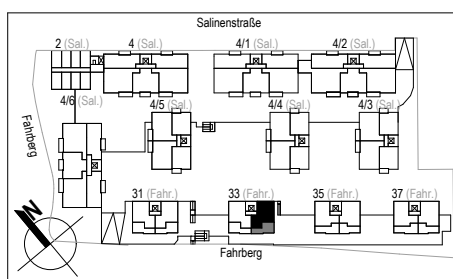 Salinenstraße
2 (Sal.) 4 (Sal.) 4/1 (Sal.) 4/2 (Sal.)
4/6 (Sal.) 4/5 (Sal.) 4/4 (Sal.) 4/3 (Sal.)
Fahrberg
31 (Fahr.) 33 (Fahr.) 35 (Fahr.) 37 (Fahr.)
N
Fahrberg